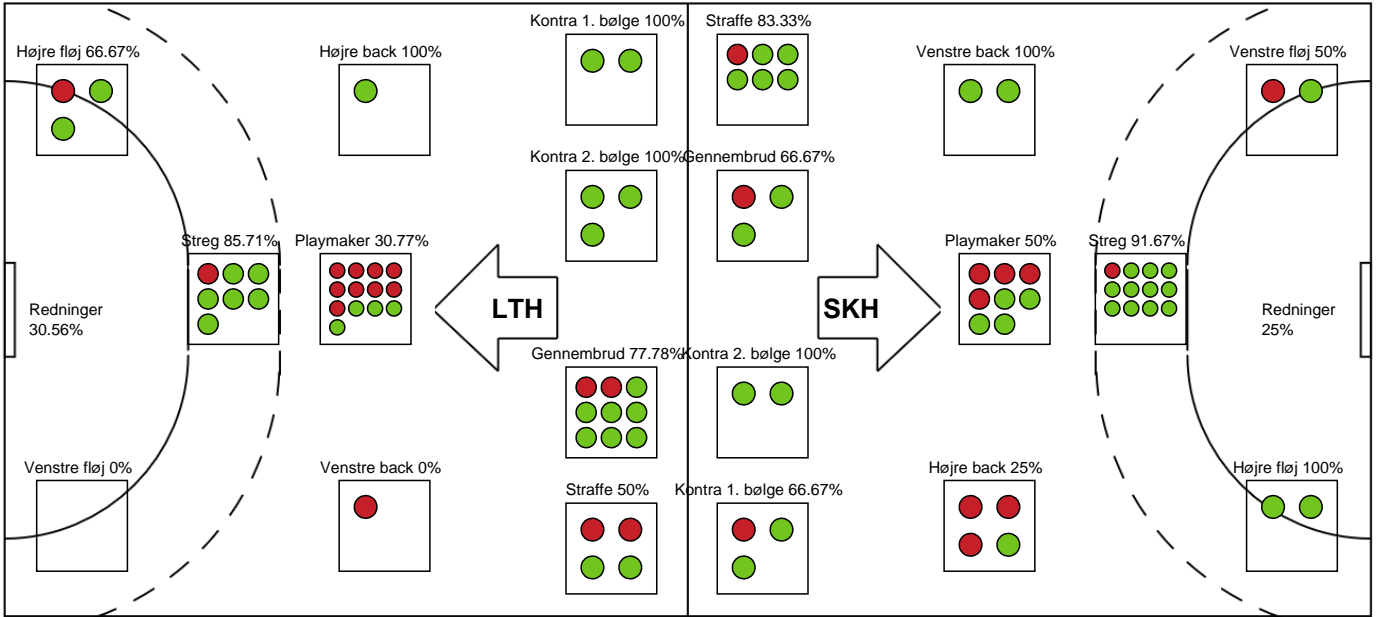 Kontra 1. bølge 100%
Straffe 83.33%
Højre fløj 66.67%
Højre back 100%
Venstre back 100%
Venstre fløj 50%
Kontra 2. bølge 100%
Gennembrud 66.67%
Streg 85.71%
Playmaker 30.77%
Playmaker 50%
Streg 91.67%
Redninger
30.56%
LTH
SKH
Redninger
25%
Gennembrud 77.78%
Kontra 2. bølge 100%
Venstre fløj 0%
Venstre back 0%
Straffe 50%
Kontra 1. bølge 66.67%
Højre back 25%
Højre fløj 100%